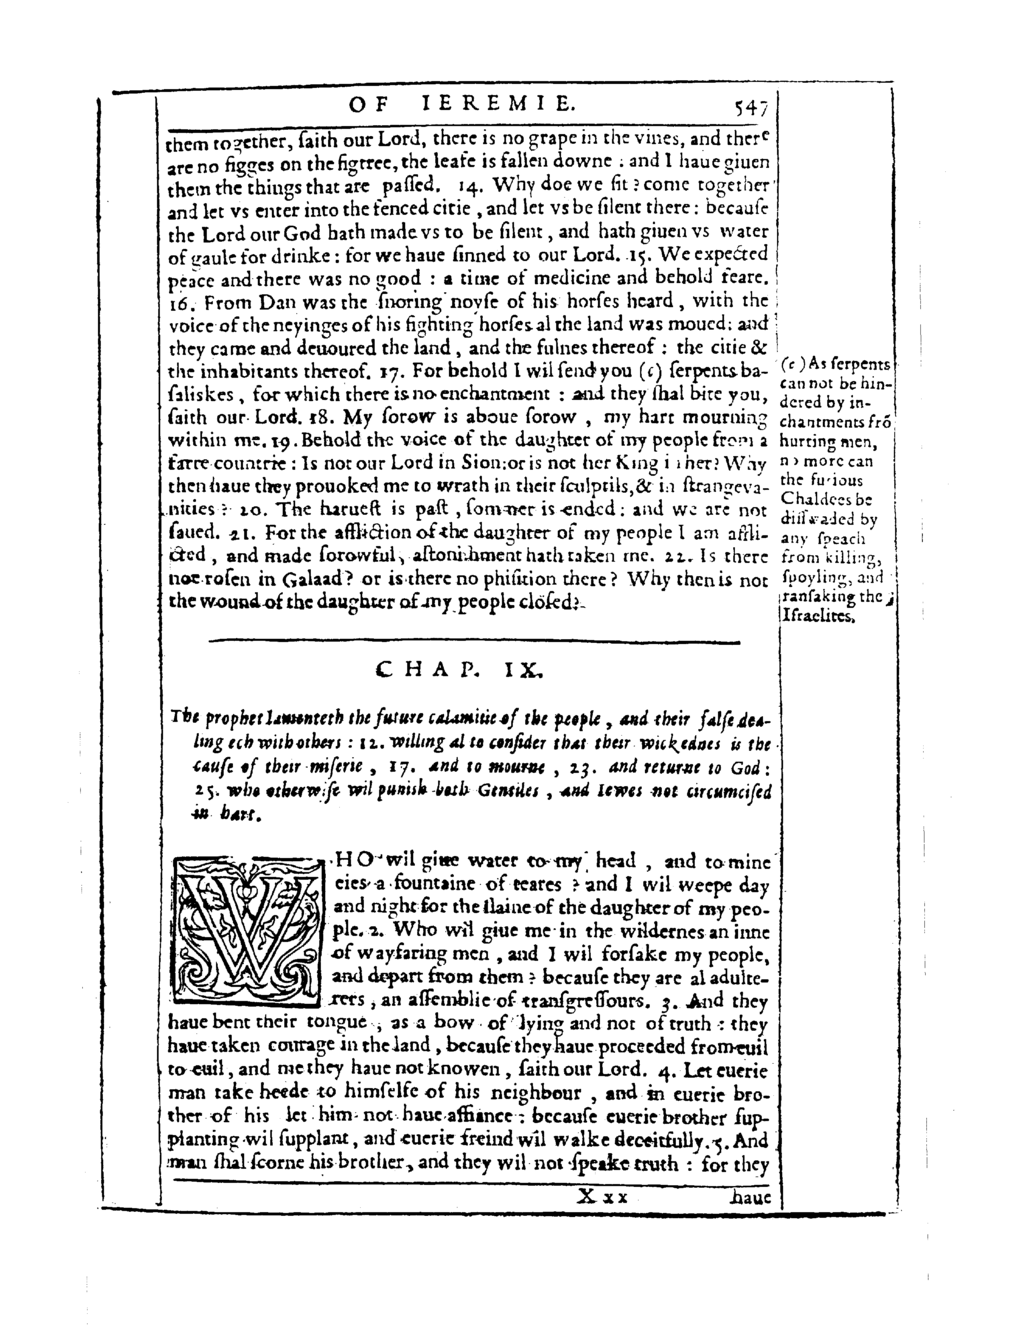 OF IEREMIE. 547
them together, ſaith our Lord, there is no grape in the vines, and there
are no figges on the figtree, the leafe is fallen downe : and I haue giuen
them the things that are paſſed. 14. Why doe we ſit ? come together
and let vs enter into the fenced citie , and let vs be ſilent there : becauſe
the Lord our God hath made vs to be ſilent , and hath giuen vs water
of gaule for drinke : for we haue ſinned to our Lord. 15. We expected
peace and there was no good : a time of medicine and behold feare.
16. From Dan was the ſnoring noyſe of his horſes heard , with the
voice of the neyinges of his fighting horſes al the land was moued: and
they came and deuoured the land , and the fulnes thereof : the citie &
the inhabitants thereof. 17. For behold I wil ſend you (c) ſerpents ba-
ſaliskes , for which there is no enchantment : and they ſhal bite you,
ſaith our Lord. 18. My ſorow is aboue ſorow , my hart mourning
within me. 19. Behold the voice of the daughter of my people from a
farre countrie : Is not our Lord in Sion: or is not her King in her? Why
then haue they prouoked me to wrath in their ſculptils, & in ſtrange va-
nities ? 20. The harueſt is paſt , ſommer is ended : and we are not
ſaued. 21. For the affliction of the daughter of my people I am affli-
cted , and made ſorowful, aſtonishment hath taken me. 22. Is there
not roſen in Galaad? or is there no phiſition there ? Why then is not
the wound of the daughter of my people cloſed?
(c) As ſerpents
can not be hin-
dered by in-
chantments frõ
hurting men,
no more can
the furious
Chaldees be
diſſwaded by
any ſpeach
from killing,
ſpoyling, and
ranſaking the
Iſraelites.
CHAP. IX.
The prophet lamenteth the future calamitie of the people , and their falſe dea-
ling ech with others : 12. willing al to conſider that their wickednes is the
cauſe of their miſerie , 17. and to mourne , 23. and returne to God :
25. who otherwiſe wil punish both Gentiles , and Iewes not circumciſed
in hart.
WHO wil giue water to my head , and to mine
eies a fountaine of teares ? and I wil weepe day
and night for the ſlaine of the daughter of my peo-
ple. 2. Who wil giue me in the wildernes an inne
of wayfaring men , and I wil forſake my people,
and depart from them ? becauſe they are al adulte-
rers , an aſſemblie of tranſgreſſours. 3. And they
haue bent their tongue , as a bow of lying and not of truth : they
haue taken courage in the land , becauſe they haue proceeded from euil
to euil , and me they haue not knowen , ſaith our Lord. 4. Let euerie
man take heede to himſelfe of his neighbour , and in euerie bro-
ther of his let him not haue affiance : becauſe euerie brother ſup-
planting wil ſupplant , and euerie freind wil walke deceitfully. 5. And
man ſhal ſcorne his brother, and they wil not ſpeake truth : for they
Xxx haue